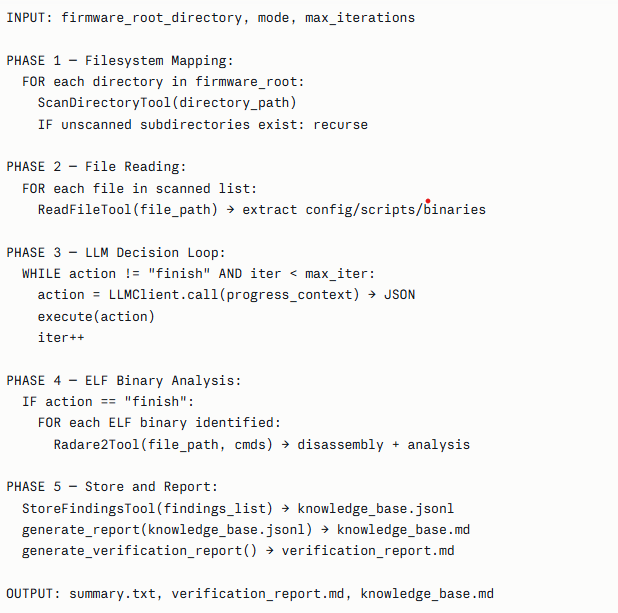 INPUT: firmware_root_directory, mode, max_iterations
PHASE 1 — Filesystem Mapping:
FOR each directory in firmware_root:
ScanDirectoryTool(directory_path)
IF unscanned subdirectories exist: recurse
PHASE 2 — File Reading:
FOR each file in scanned list:
ReadFileTool(file_path) → extract config/scripts/binaries
PHASE 3 — LLM Decision Loop:
WHILE action != "finish" AND iter < max_iter:
action = LLMClient.call(progress_context) → JSON
execute(action)
iter++
PHASE 4 — ELF Binary Analysis:
IF action == "finish":
FOR each ELF binary identified:
Radare2Tool(file_path, cmds) → disassembly + analysis
PHASE 5 — Store and Report:
StoreFindingsTool(findings_list) → knowledge_base.jsonl
generate_report(knowledge_base.jsonl) → knowledge_base.md
generate_verification_report() → verification_report.md
OUTPUT: summary.txt, verification_report.md, knowledge_base.md